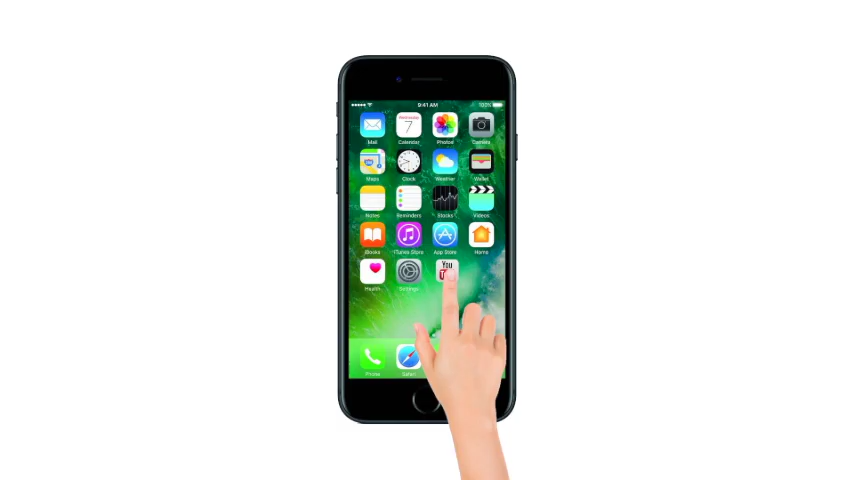 9:41 AM 100%
Wednesday
7
Mail Calendar Photos Camera
Maps Clock Weather Wallet
Notes Reminders Stocks Videos
iBooks iTunes Store App Store Home
You
Health Settings
Phone Safari